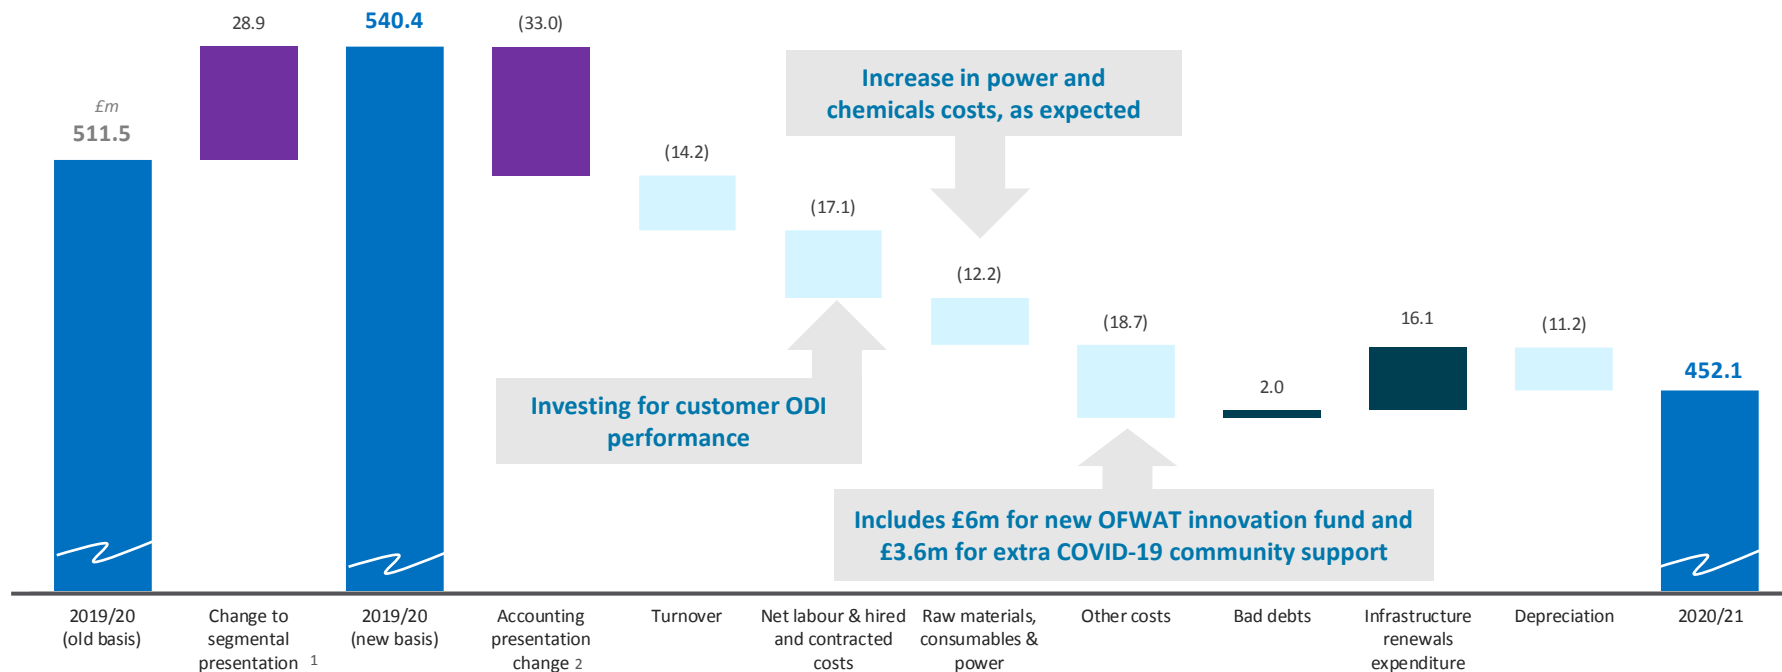 28.9
540.4
(33.0)
£m
511.5
Increase in power and
chemicals costs, as expected
(14.2)
(17.1)
(12.2)
(18.7)
16.1
(11.2)
2.0
452.1
Investing for customer ODI
performance
Includes £6m for new OFWAT innovation fund and
£3.6m for extra COVID-19 community support
2019/20
(old basis)
Change to
segmental
presentation 1
2019/20
(new basis)
Accounting
presentation
change 2
Turnover
Net labour & hired
and contracted
costs
Raw materials,
consumables &
power
Other costs
Bad debts
Infrastructure
renewals
expenditure
Depreciation
2020/21